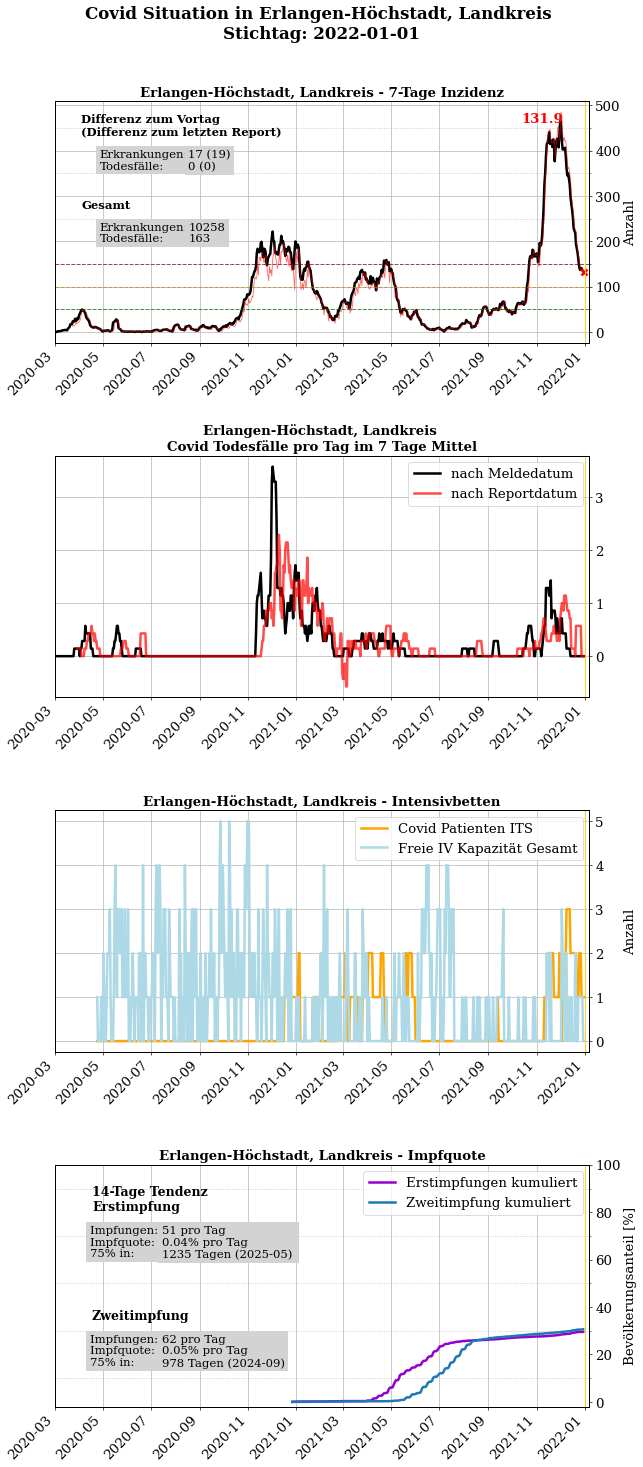 Covid Situation in Erlangen-Höchstadt, Landkreis
Stichtag: 2022-01-01
Erlangen-Höchstadt, Landkreis - 7-Tage Inzidenz
Differenz zum Vortag
(Differenz zum letzten Report)
Erkrankungen 17 (19)
Todesfälle: 0 (0)
Gesamt
Erkrankungen 10258
Todesfälle: 163
131.9
500
400
300
200
100
0
Anzahl
2020-03 2020-05 2020-07 2020-09 2020-11 2021-01 2021-03 2021-05 2021-07 2021-09 2021-11 2022-01
Erlangen-Höchstadt, Landkreis
Covid Todesfälle pro Tag im 7 Tage Mittel
nach Meldedatum
nach Reportdatum
3
2
1
0
2020-03 2020-05 2020-07 2020-09 2020-11 2021-01 2021-03 2021-05 2021-07 2021-09 2021-11 2022-01
Erlangen-Höchstadt, Landkreis - Intensivbetten
Covid Patienten ITS
Freie IV Kapazität Gesamt
5
4
3
2
1
0
Anzahl
2020-03 2020-05 2020-07 2020-09 2020-11 2021-01 2021-03 2021-05 2021-07 2021-09 2021-11 2022-01
Erlangen-Höchstadt, Landkreis - Impfquote
14-Tage Tendenz
Erstimpfung
Impfungen: 51 pro Tag
Impfquote: 0.04% pro Tag
75% in: 1235 Tagen (2025-05)
Zweitimpfung
Impfungen: 62 pro Tag
Impfquote: 0.05% pro Tag
75% in: 978 Tagen (2024-09)
Erstimpfungen kumuliert
Zweitimpfung kumuliert
100
80
60
40
20
0
Bevölkerungsanteil [%]
2020-03 2020-05 2020-07 2020-09 2020-11 2021-01 2021-03 2021-05 2021-07 2021-09 2021-11 2022-01